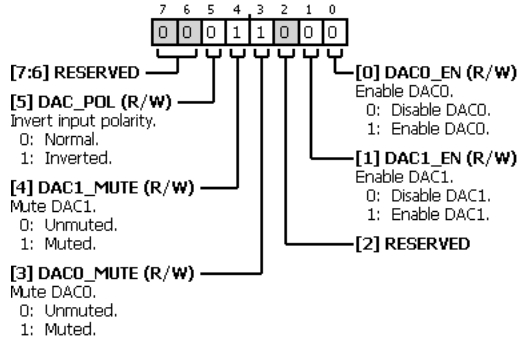 7 6 5 4 3 2 1 0
0 0 0 1 1 0 0 0
[7:6] RESERVED
[5] DAC_POL (R/W)
Invert input polarity.
0: Normal.
1: Inverted.
[4] DAC1_MUTE (R/W)
Mute DAC1.
0: Unmuted.
1: Muted.
[3] DAC0_MUTE (R/W)
Mute DAC0.
0: Unmuted.
1: Muted.
[0] DAC0_EN (R/W)
Enable DAC0.
0: Disable DAC0.
1: Enable DAC0.
[1] DAC1_EN (R/W)
Enable DAC1.
0: Disable DAC1.
1: Enable DAC1.
[2] RESERVED